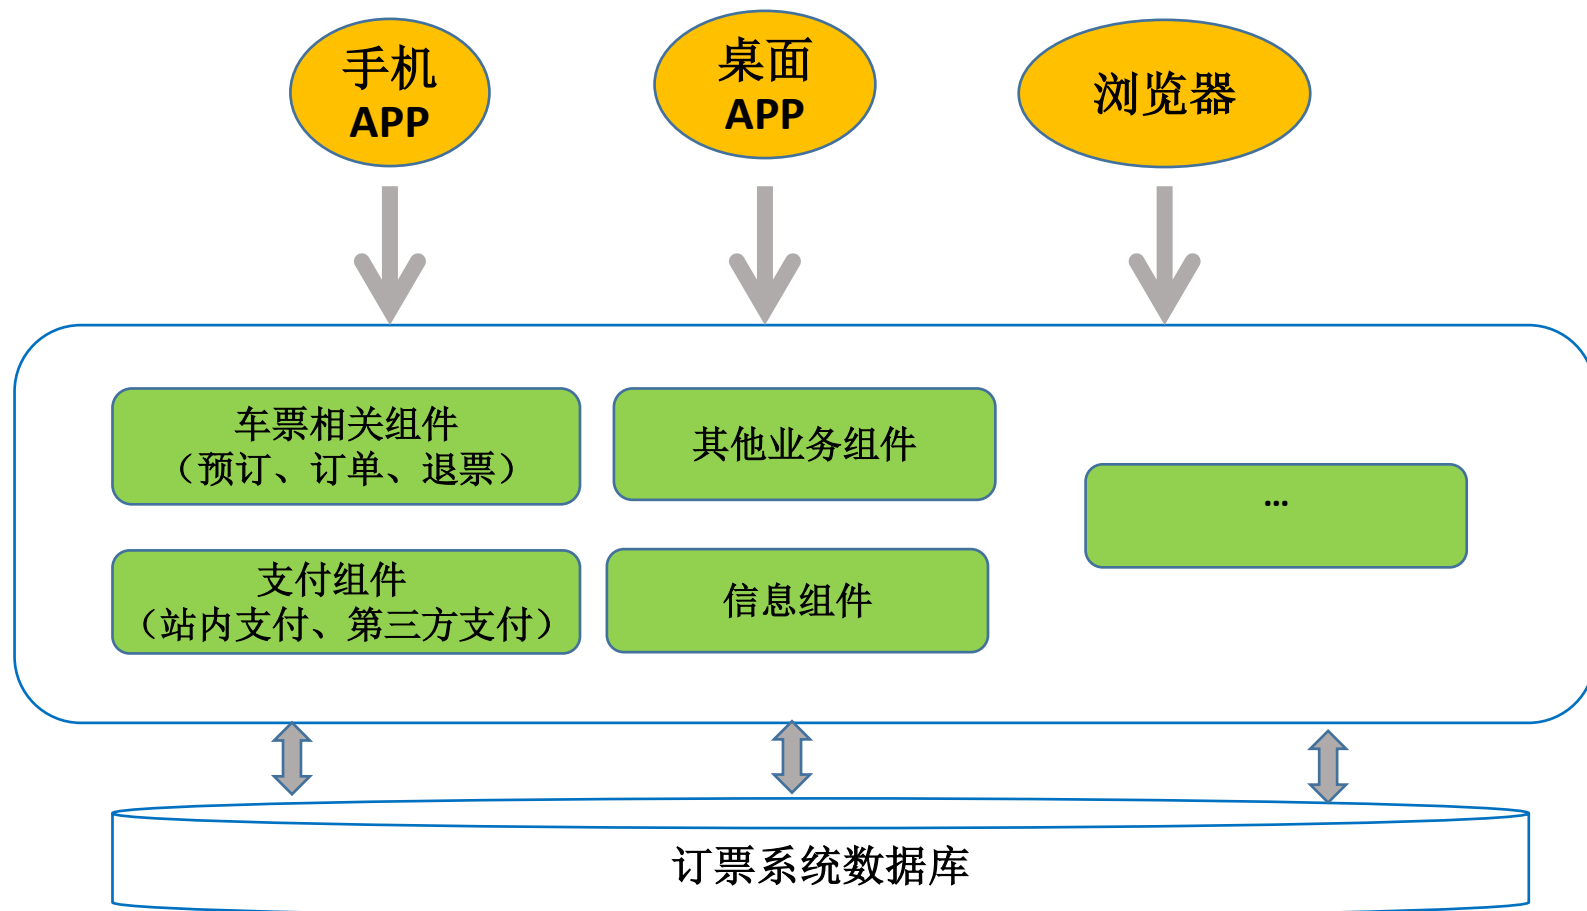 手机
APP
桌面
APP
浏览器
车票相关组件
（预订、订单、退票）
其他业务组件
...
支付组件
（站内支付、第三方支付）
信息组件
订票系统数据库